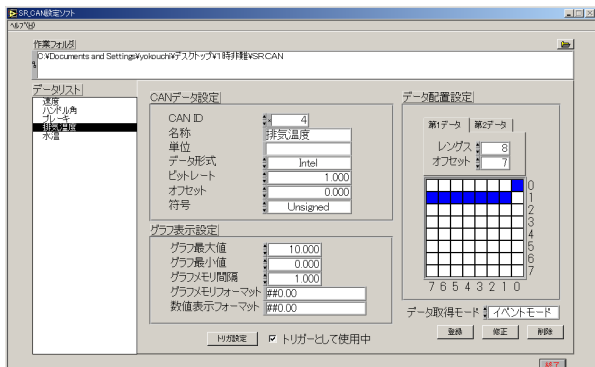 SR_CAN設定ソフト
ヘルプ(H)
作業フォルダ
C:¥Documents and Settings¥yokouchi¥デスクトップ¥1時非難¥SRCAN
データリスト
速度
ハンドル角
ブレーキ
排気温度
水温
CANデータ設定
CAN ID 4
名称 排気温度
単位
データ形式 Intel
ビットレート 1.000
オフセット 0.000
符号 Unsigned
グラフ表示設定
グラフ最大値 10.000
グラフ最小値 0.000
グラフメモリ間隔 1.000
グラフメモリフォーマット ##0.00
数値表示フォーマット ##0.00
トリガ設定 トリガーとして使用中
データ配置設定
第1データ 第2データ
レングス 8
オフセット 7
0
1
2
3
4
5
6
7
7 6 5 4 3 2 1 0
データ取得モード イベントモード
登録 修正 削除
終了